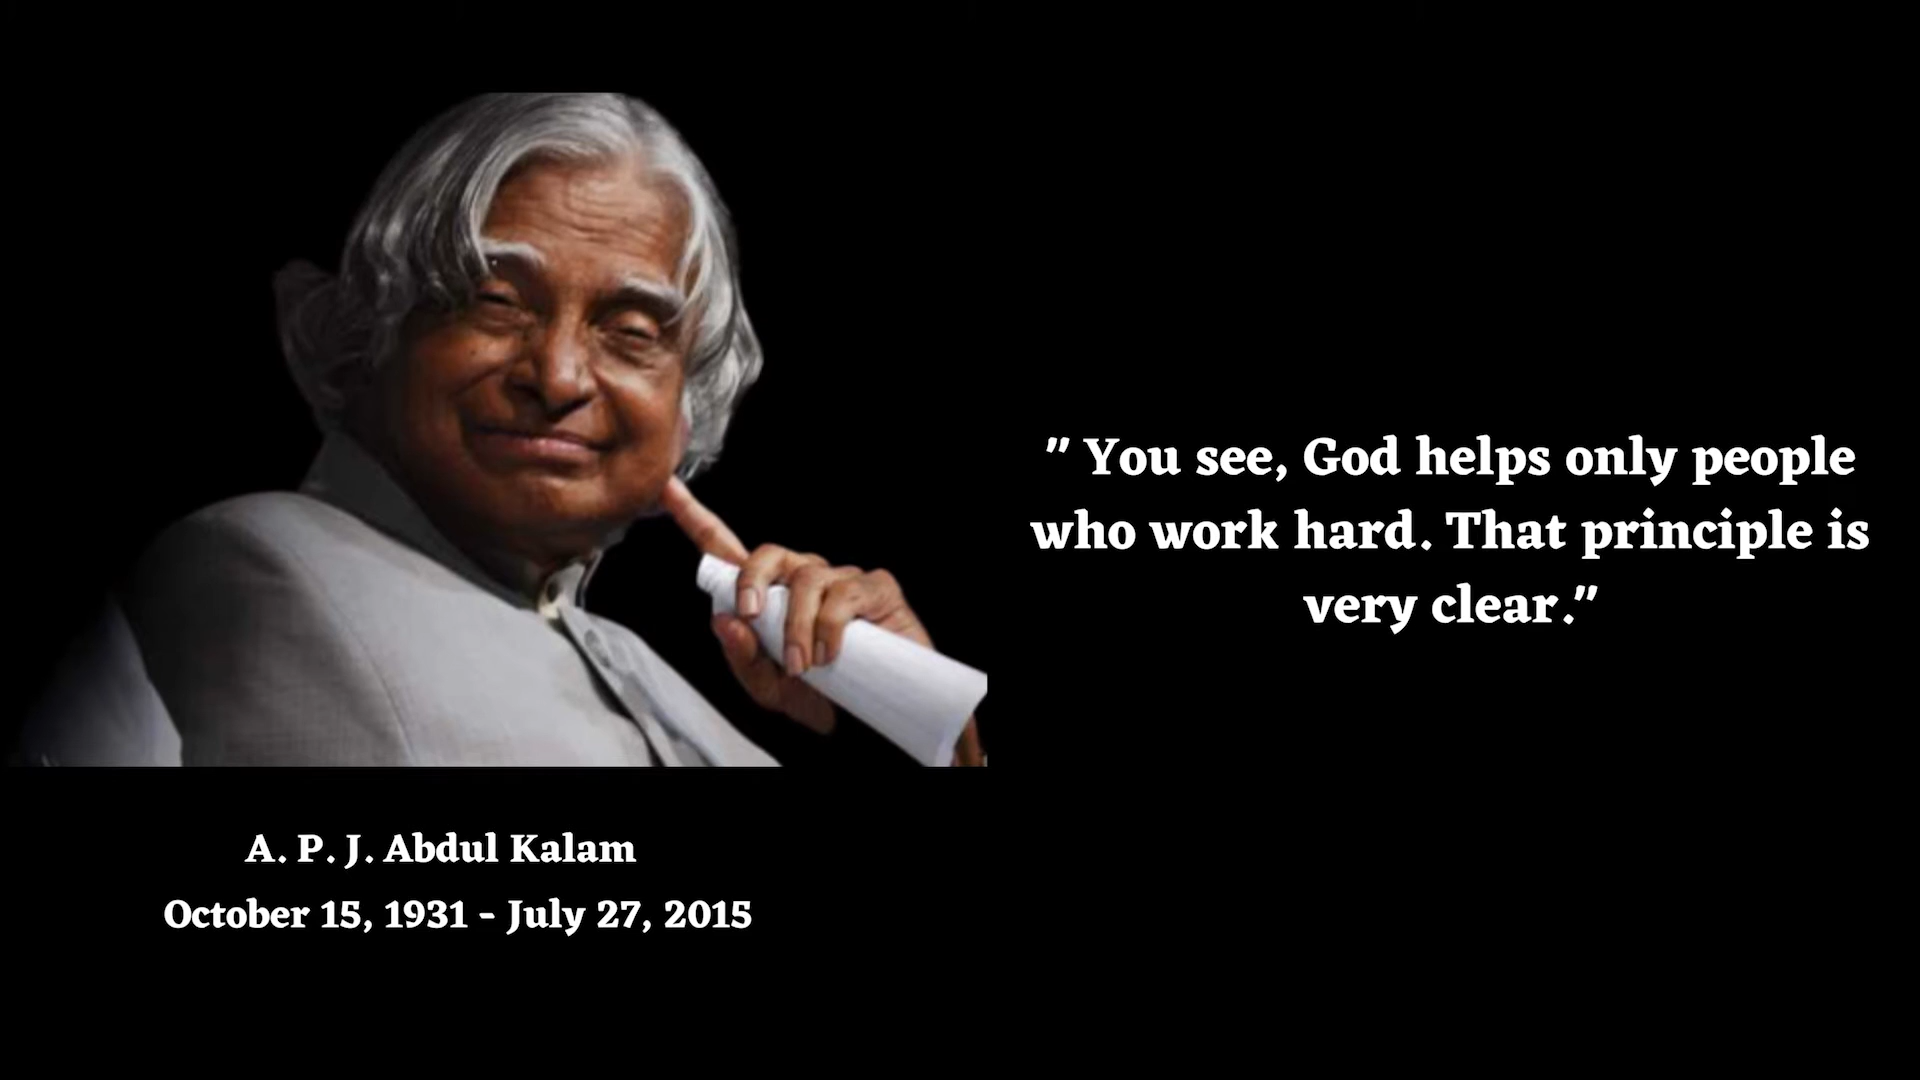 " You see, God helps only people
who work hard. That principle is
very clear."
A. P. J. Abdul Kalam
October 15, 1931 - July 27, 2015